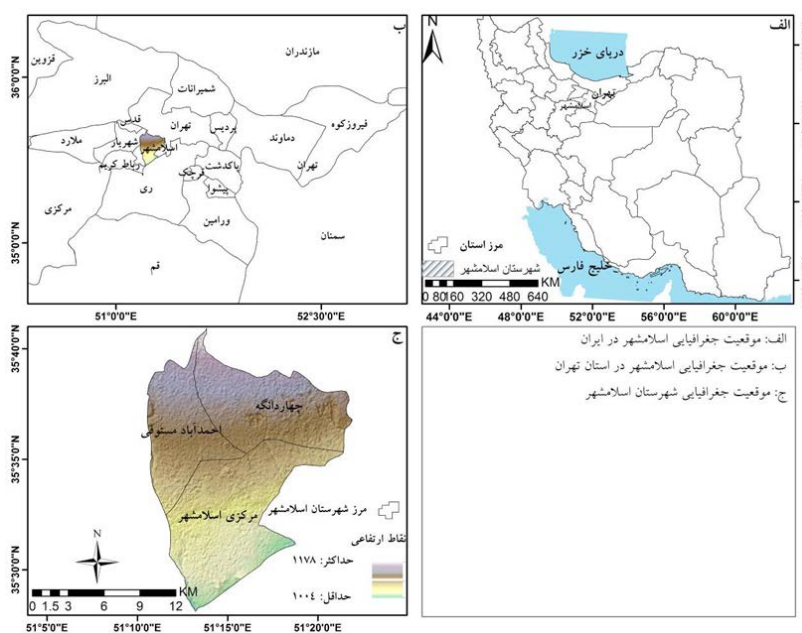 الف
دریای خزر
تهران
اسلامشهر
خلیج فارس
مرز استان
شهرستان اسلامشهر
0 80160 320 480 640 KM
44°0'0"E 48°0'0"E 52°0'0"E 56°0'0"E 60°0'0"E
ب
مازندران
قزوین
البرز
شمیرانات
فیروزکوه
قدس
تهران
پردیس
دماوند
ملارد
شهریار
اسلامشهر
تهران
رباط کریم
ری
قرچک
پاکدشت
پیشوا
مرکزی
ورامین
سمنان
قم
36°0'0"N
35°0'0"N
51°0'0"E 52°30'0"E
الف: موقعیت جغرافیایی اسلامشهر در ایران
ب: موقعیت جغرافیایی اسلامشهر در استان تهران
ج: موقعیت جغرافیایی شهرستان اسلامشهر
ج
چهاردانگه
احمدآباد مستوفی
مرکزی اسلامشهر
مرز شهرستان اسلامشهر
نقاط ارتفاعی
حداکثر: ١١٧٨
حداقل: ١٠٠٤
N
0 1.5 3 6 9 12 KM
35°40'0"N
35°35'0"N
35°30'0"N
51°5'0"E 51°10'0"E 51°15'0"E 51°20'0"E